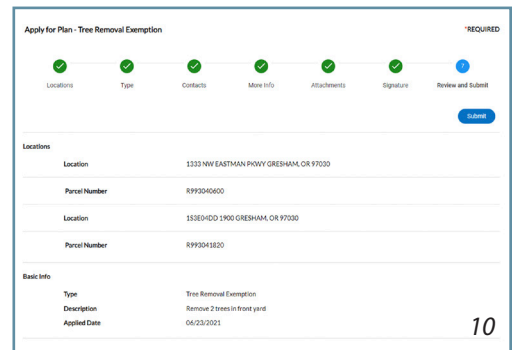 Apply for Plan - Tree Removal Exemption *REQUIRED
Locations Type Contacts More Info Attachments Signature 7 Review and Submit
Submit
Locations
Location 1333 NW EASTMAN PKWY GRESHAM, OR 97030
Parcel Number R993040600
Location 1S3E04DD 1900 GRESHAM, OR 97030
Parcel Number R993041820
Basic Info
Type Tree Removal Exemption
Description Remove 2 trees in front yard
Applied Date 06/23/2021
10